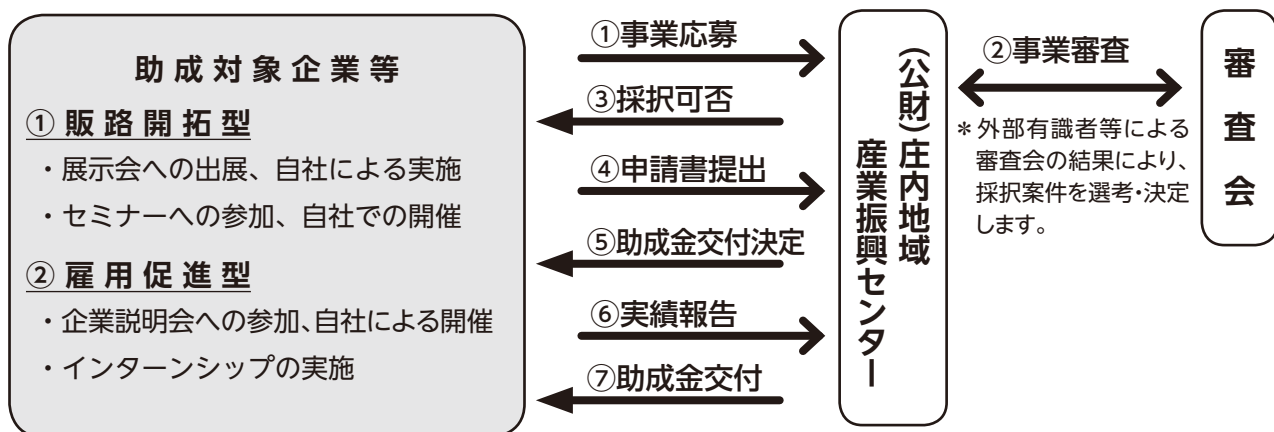 助成対象企業等
① 販路開拓型
・展示会への出展、自社による実施
・セミナーへの参加、自社での開催
② 雇用促進型
・企業説明会への参加、自社による開催
・インターンシップの実施
①事業応募
③採択可否
④申請書提出
⑤助成金交付決定
⑥実績報告
⑦助成金交付
(公財)庄内地域
産業振興センター
②事業審査
＊外部有識者等による
審査会の結果により、
採択案件を選考・決定
します。
審査会